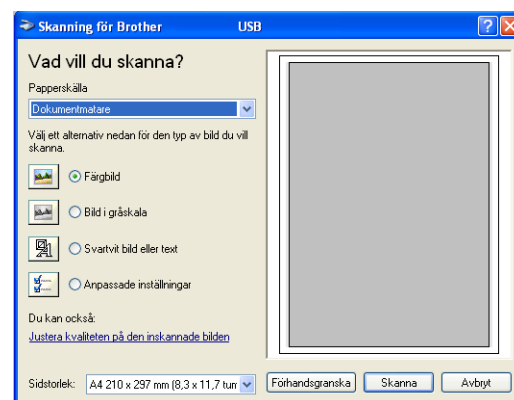 Skanning för Brother USB
Vad vill du skanna?
Papperskälla
Dokumentmatare
Välj ett alternativ nedan för den typ av bild du vill
skanna.
Färgbild
Bild i gråskala
Svartvit bild eller text
Anpassade inställningar
Du kan också:
Justera kvaliteten på den inskannade bilden
Sidstorlek: A4 210 x 297 mm (8,3 x 11,7 tum
Förhandsgranska Skanna Avbryt